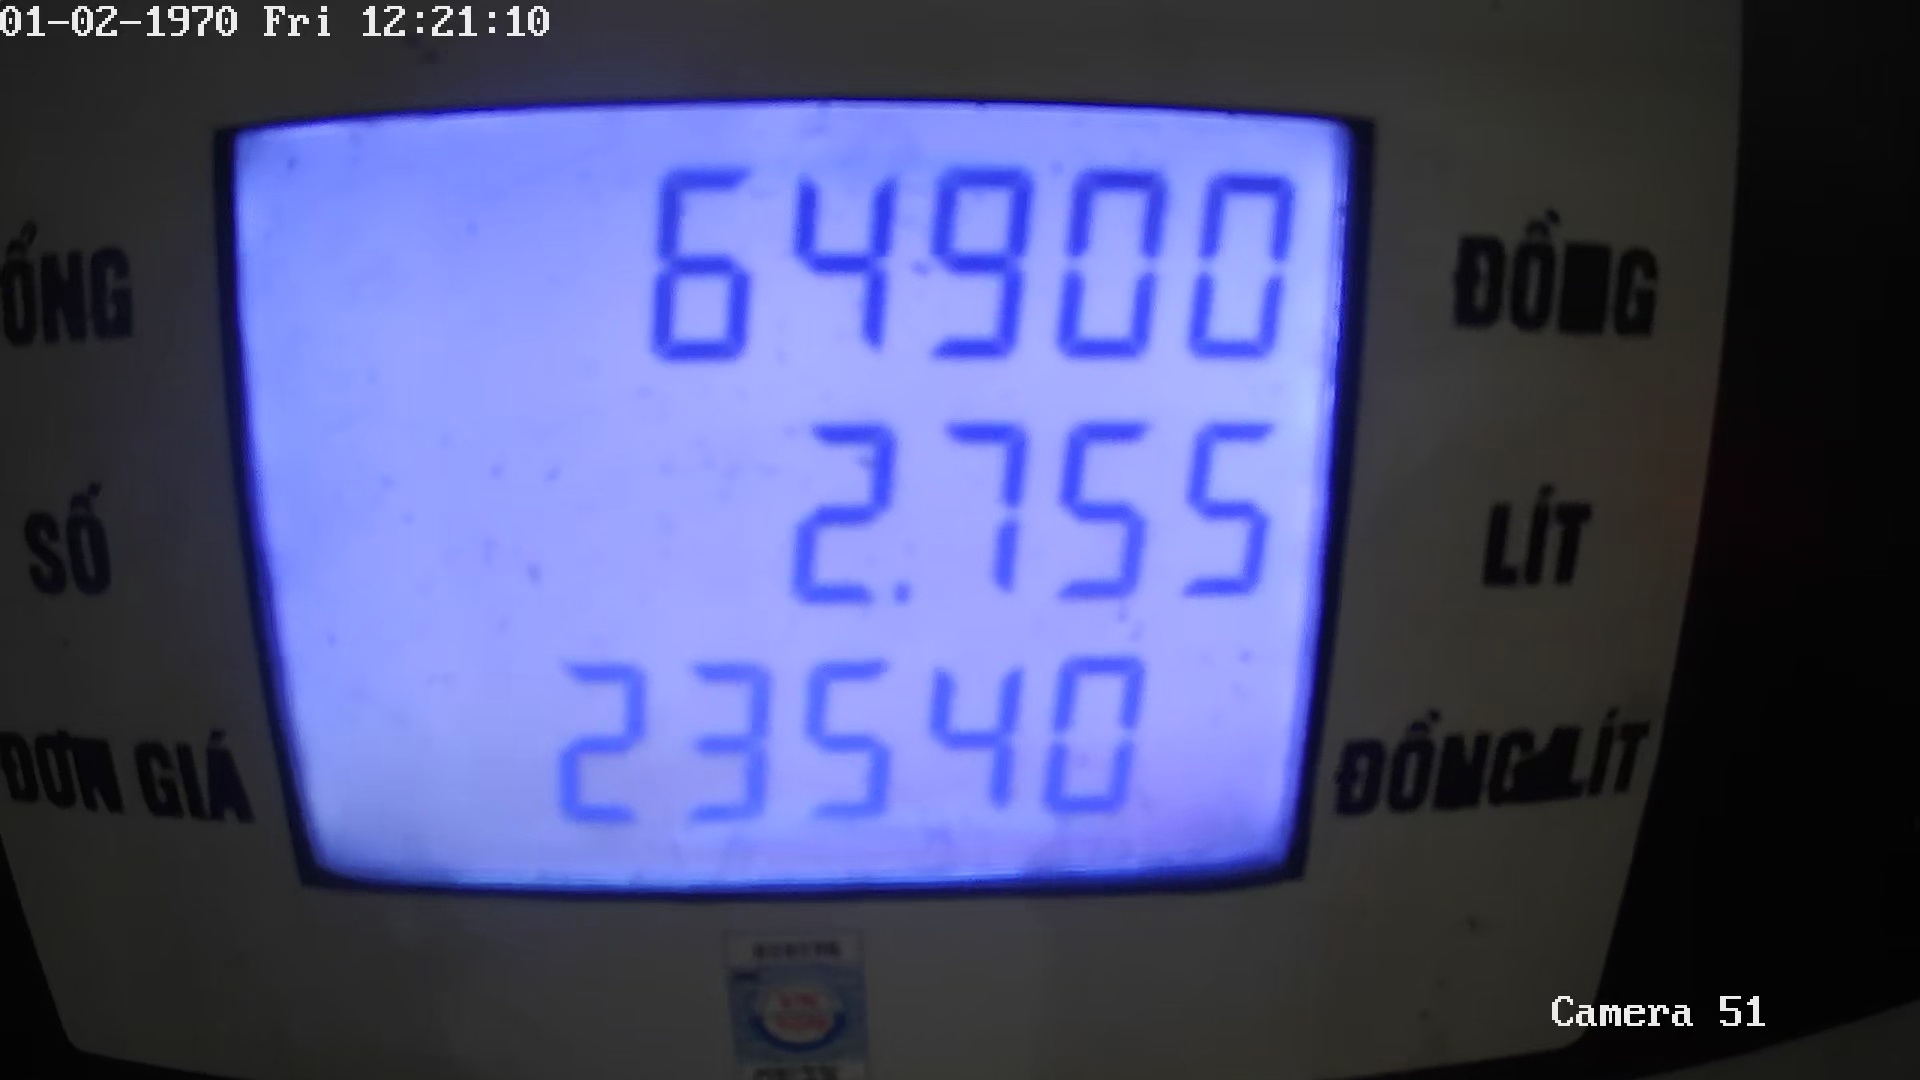 01-02-1970 Fri 12:21:10
ỔNG 64900 ĐỒNG
SỐ 2.755 LÍT
ĐƠN GIÁ 23540 ĐỒNG/LÍT
Camera 51